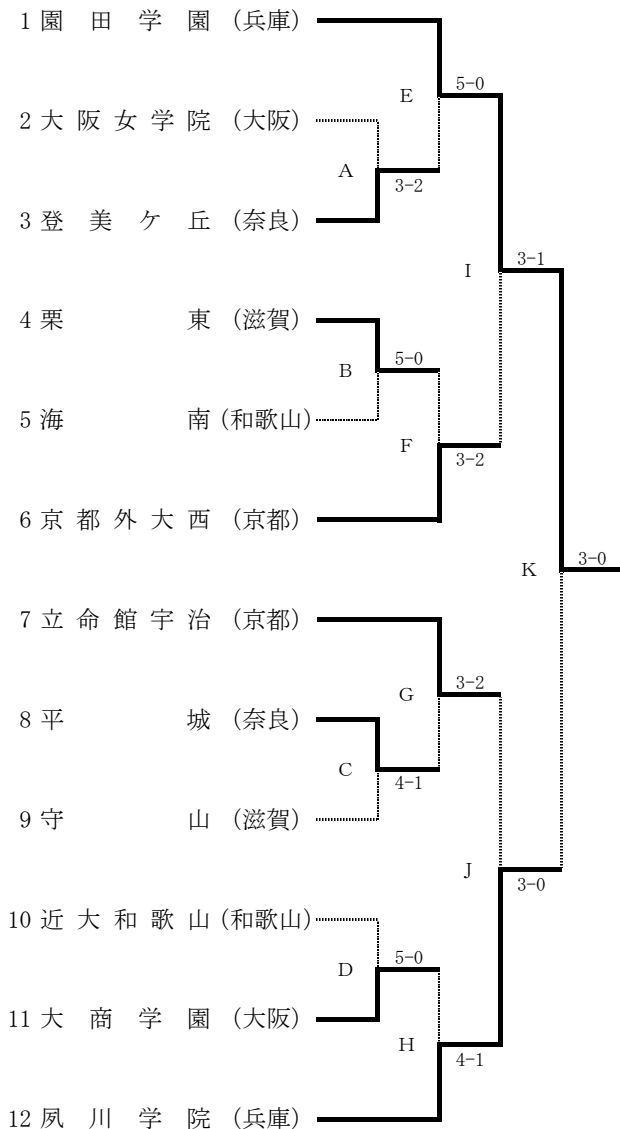 1 園田学園 (兵庫)
5-0
E
2 大阪女学院 (大阪)
A
3-2
3 登美ケ丘 (奈良)
3-1
I
4 栗東 (滋賀)
5-0
B
5 海南 (和歌山)
F
3-2
6 京都外大西 (京都)
3-0
K
7 立命館宇治 (京都)
3-2
G
8 平城 (奈良)
C
4-1
9 守山 (滋賀)
J
3-0
10 近大和歌山 (和歌山)
5-0
D
11 大商学園 (大阪)
H
4-1
12 夙川学院 (兵庫)